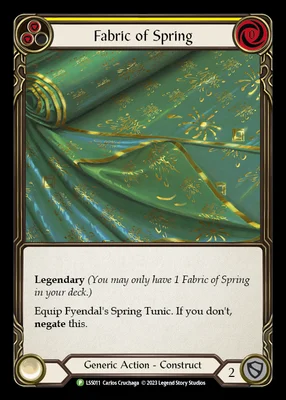 Fabric of Spring
Legendary (You may only have 1 Fabric of Spring
in your deck.)
Equip Fyendal's Spring Tunic. If you don't,
negate this.
Generic Action - Construct
2
P LSS011 Carlos Cruchaga © 2023 Legend Story Studios